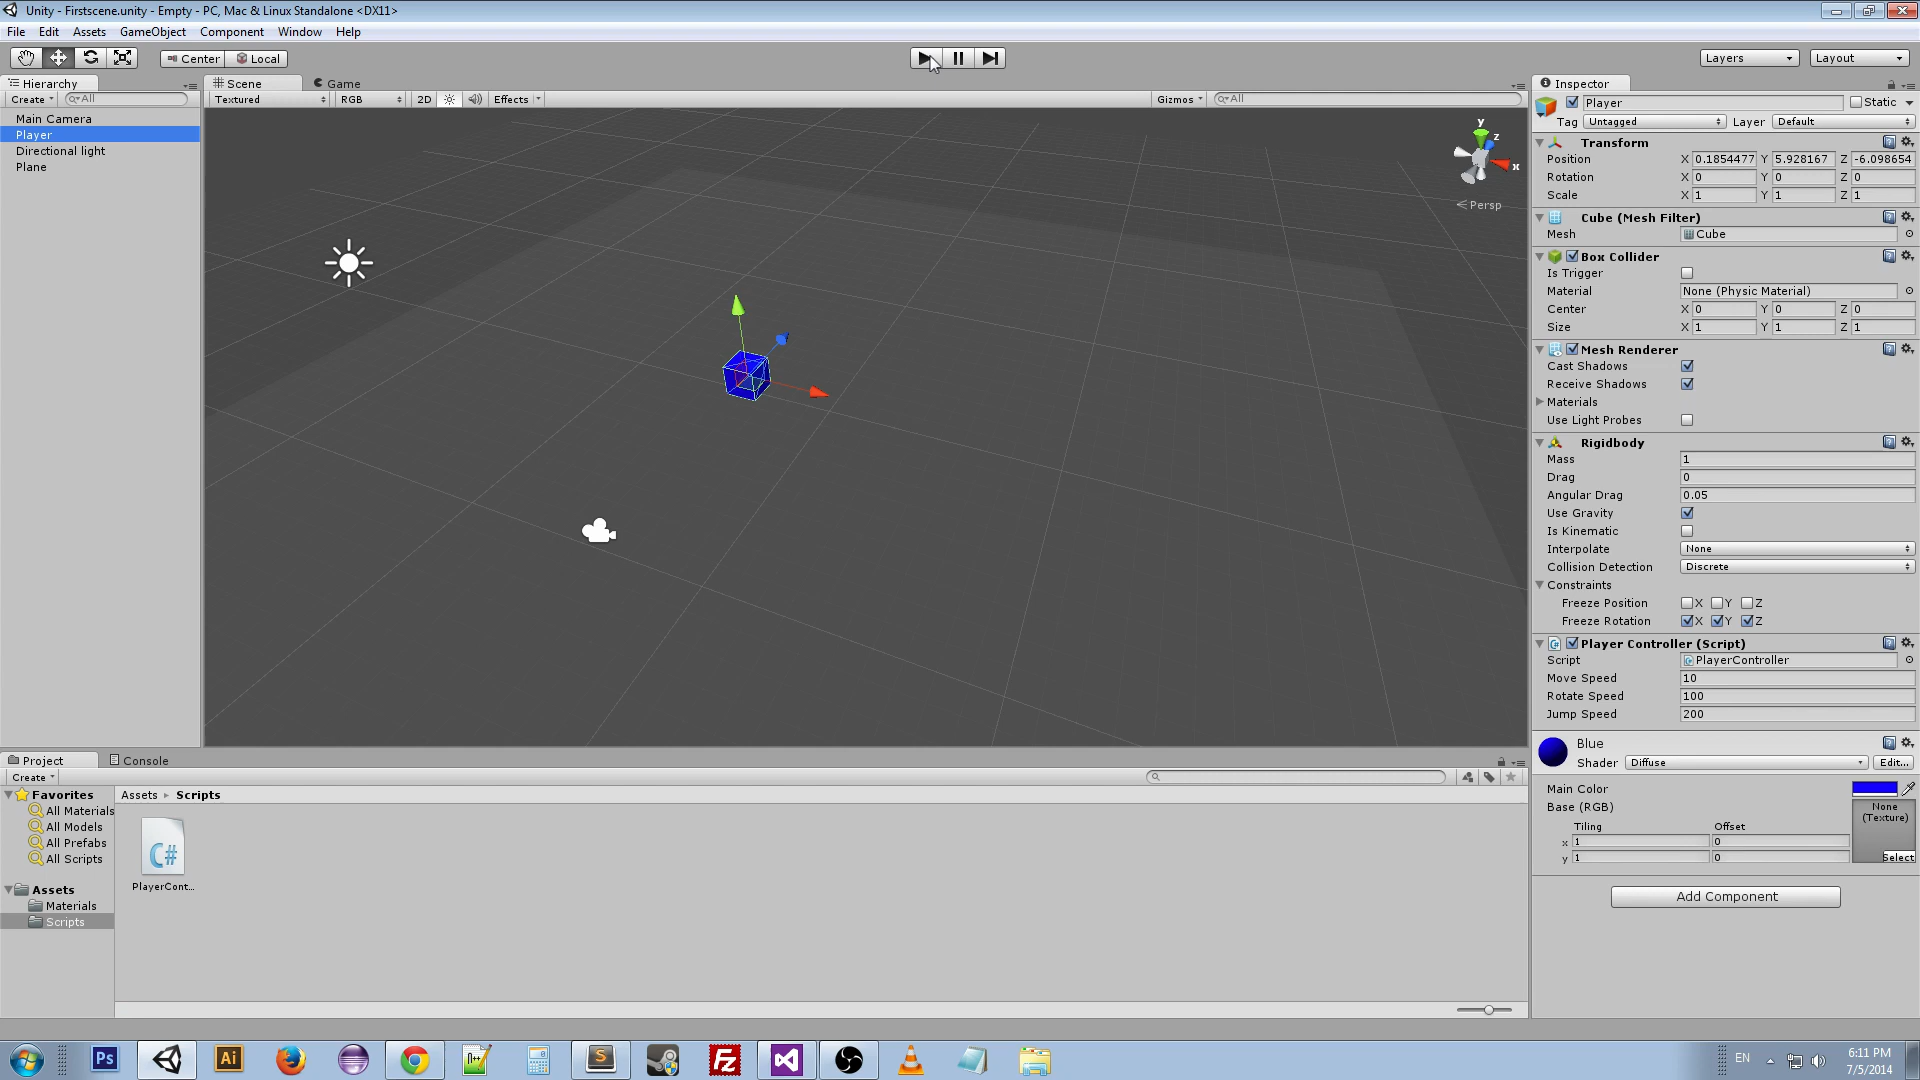 Unity - Firstscene.unity - Empty - PC, Mac & Linux Standalone <DX11>
File Edit Assets GameObject Component Window Help
Center Local
Layers Layout
Hierarchy
Create All
Main Camera
Player
Directional light
Plane
Scene Game
Textured RGB 2D Effects Gizmos All
y
z
x
Persp
Inspector
Player Static
Tag Untagged Layer Default
Transform
Position X 0.1854477 Y 5.928167 Z -6.098654
Rotation X 0 Y 0 Z 0
Scale X 1 Y 1 Z 1
Cube (Mesh Filter)
Mesh Cube
Box Collider
Is Trigger
Material None (Physic Material)
Center X 0 Y 0 Z 0
Size X 1 Y 1 Z 1
Mesh Renderer
Cast Shadows
Receive Shadows
Materials
Use Light Probes
Rigidbody
Mass 1
Drag 0
Angular Drag 0.05
Use Gravity
Is Kinematic
Interpolate None
Collision Detection Discrete
Constraints
Freeze Position X Y Z
Freeze Rotation X Y Z
Player Controller (Script)
Script PlayerController
Move Speed 10
Rotate Speed 100
Jump Speed 200
Blue
Shader Diffuse Edit...
Main Color
Base (RGB)
None
(Texture)
Tiling Offset
x 1 0
y 1 0
Select
Add Component
Project Console
Create
Favorites
All Materials
All Models
All Prefabs
All Scripts
Assets
Materials
Scripts
Assets Scripts
C#
PlayerCont...
Ps Ai S Fz
EN
6:11 PM
7/5/2014